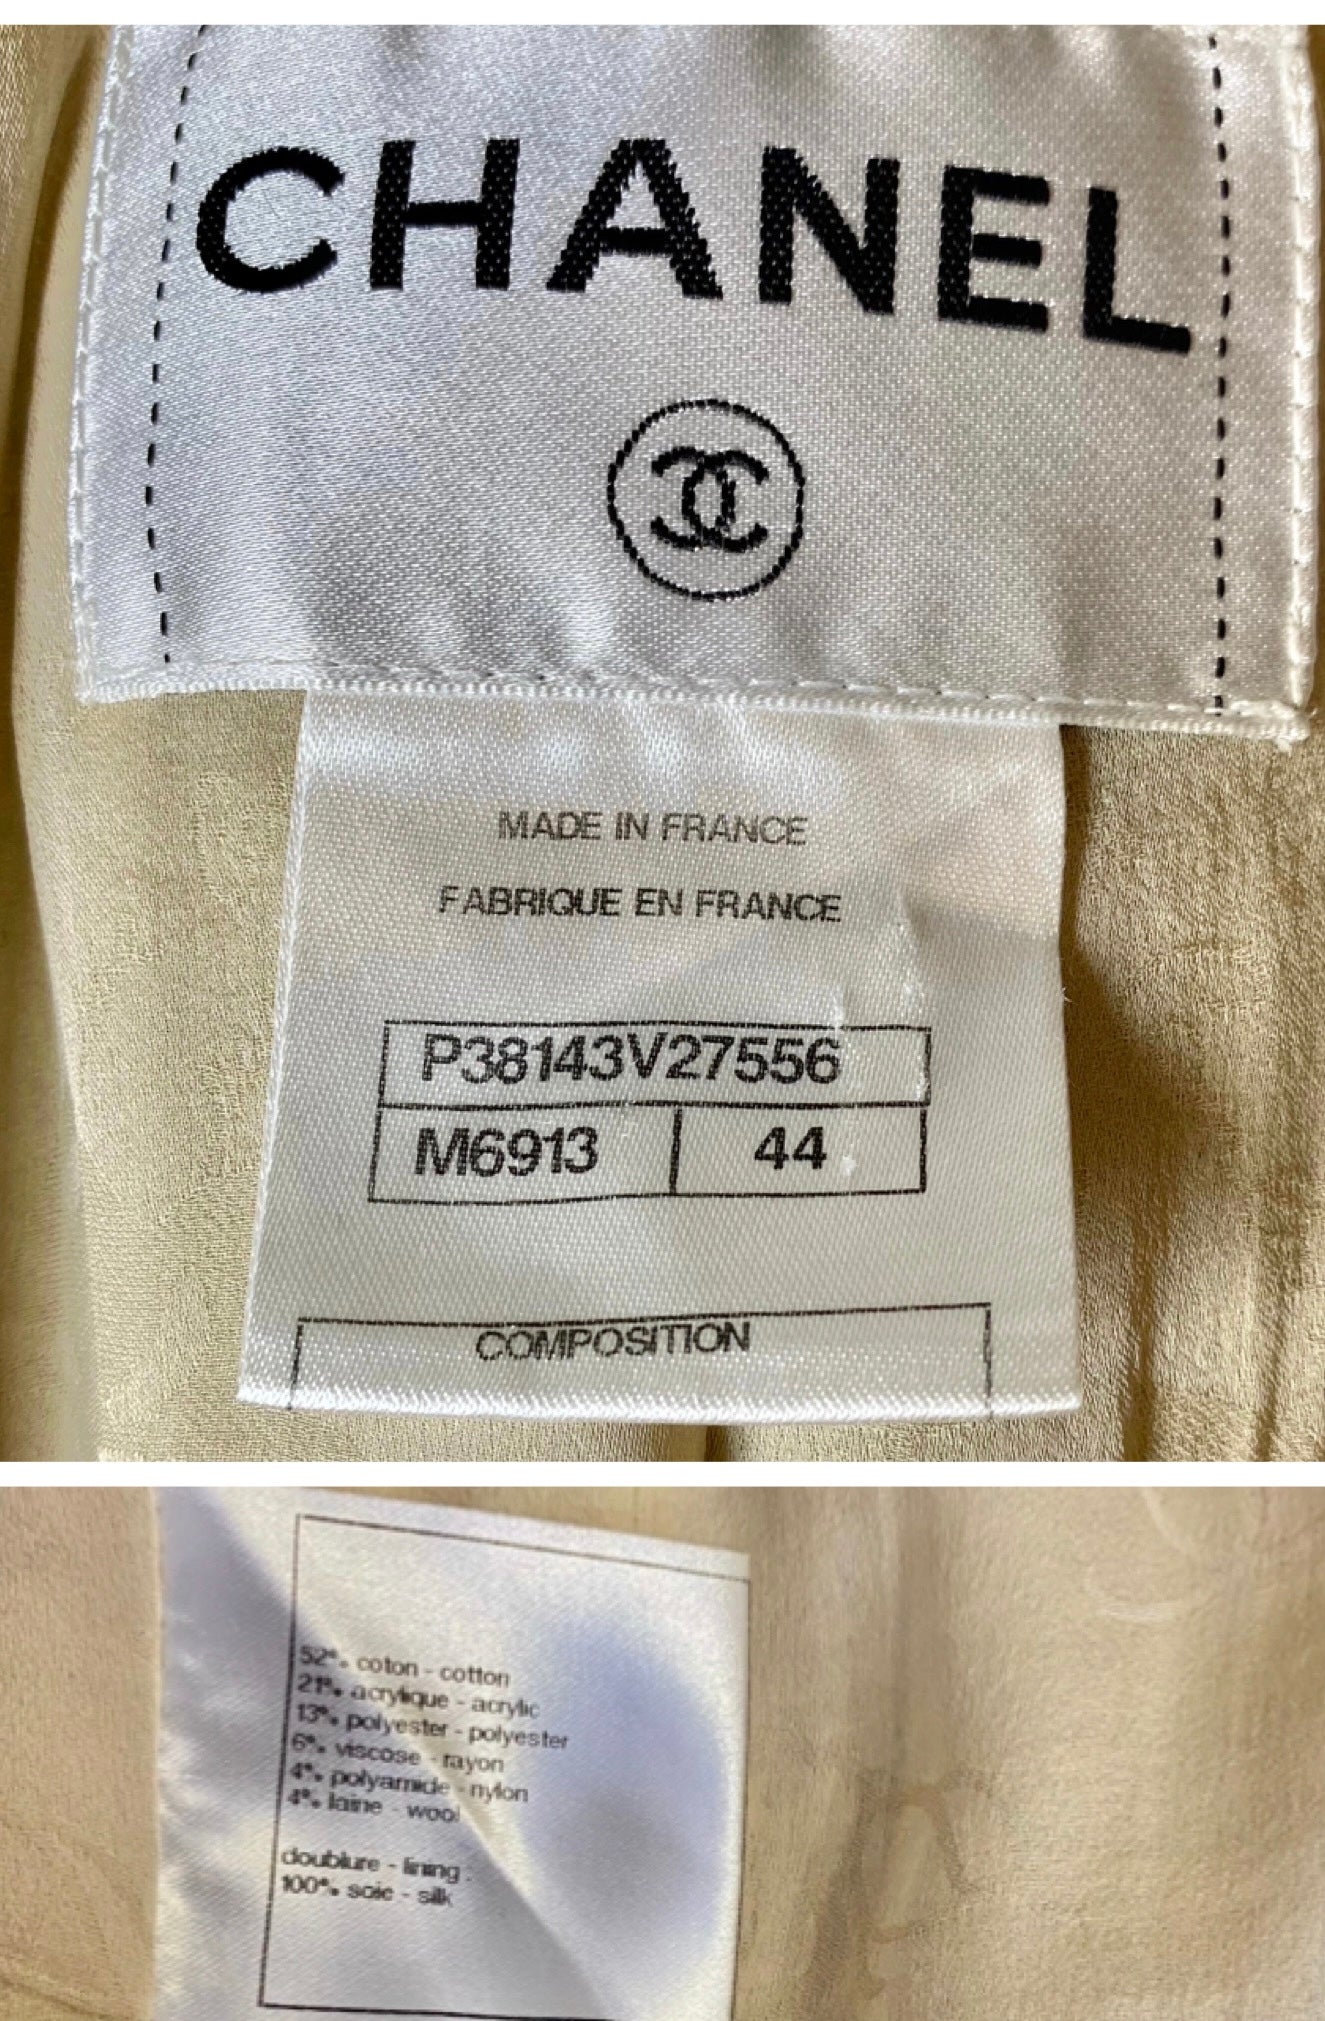 CHANEL
MADE IN FRANCE
FABRIQUE EN FRANCE
P38143V27556
M6913 44
COMPOSITION
52% coton - cotton
21% acrylique - acrylic
13% polyester - polyester
6% viscose - rayon
4% polyamide - nylon
4% laine - wool
doublure - lining :
100% soie - silk